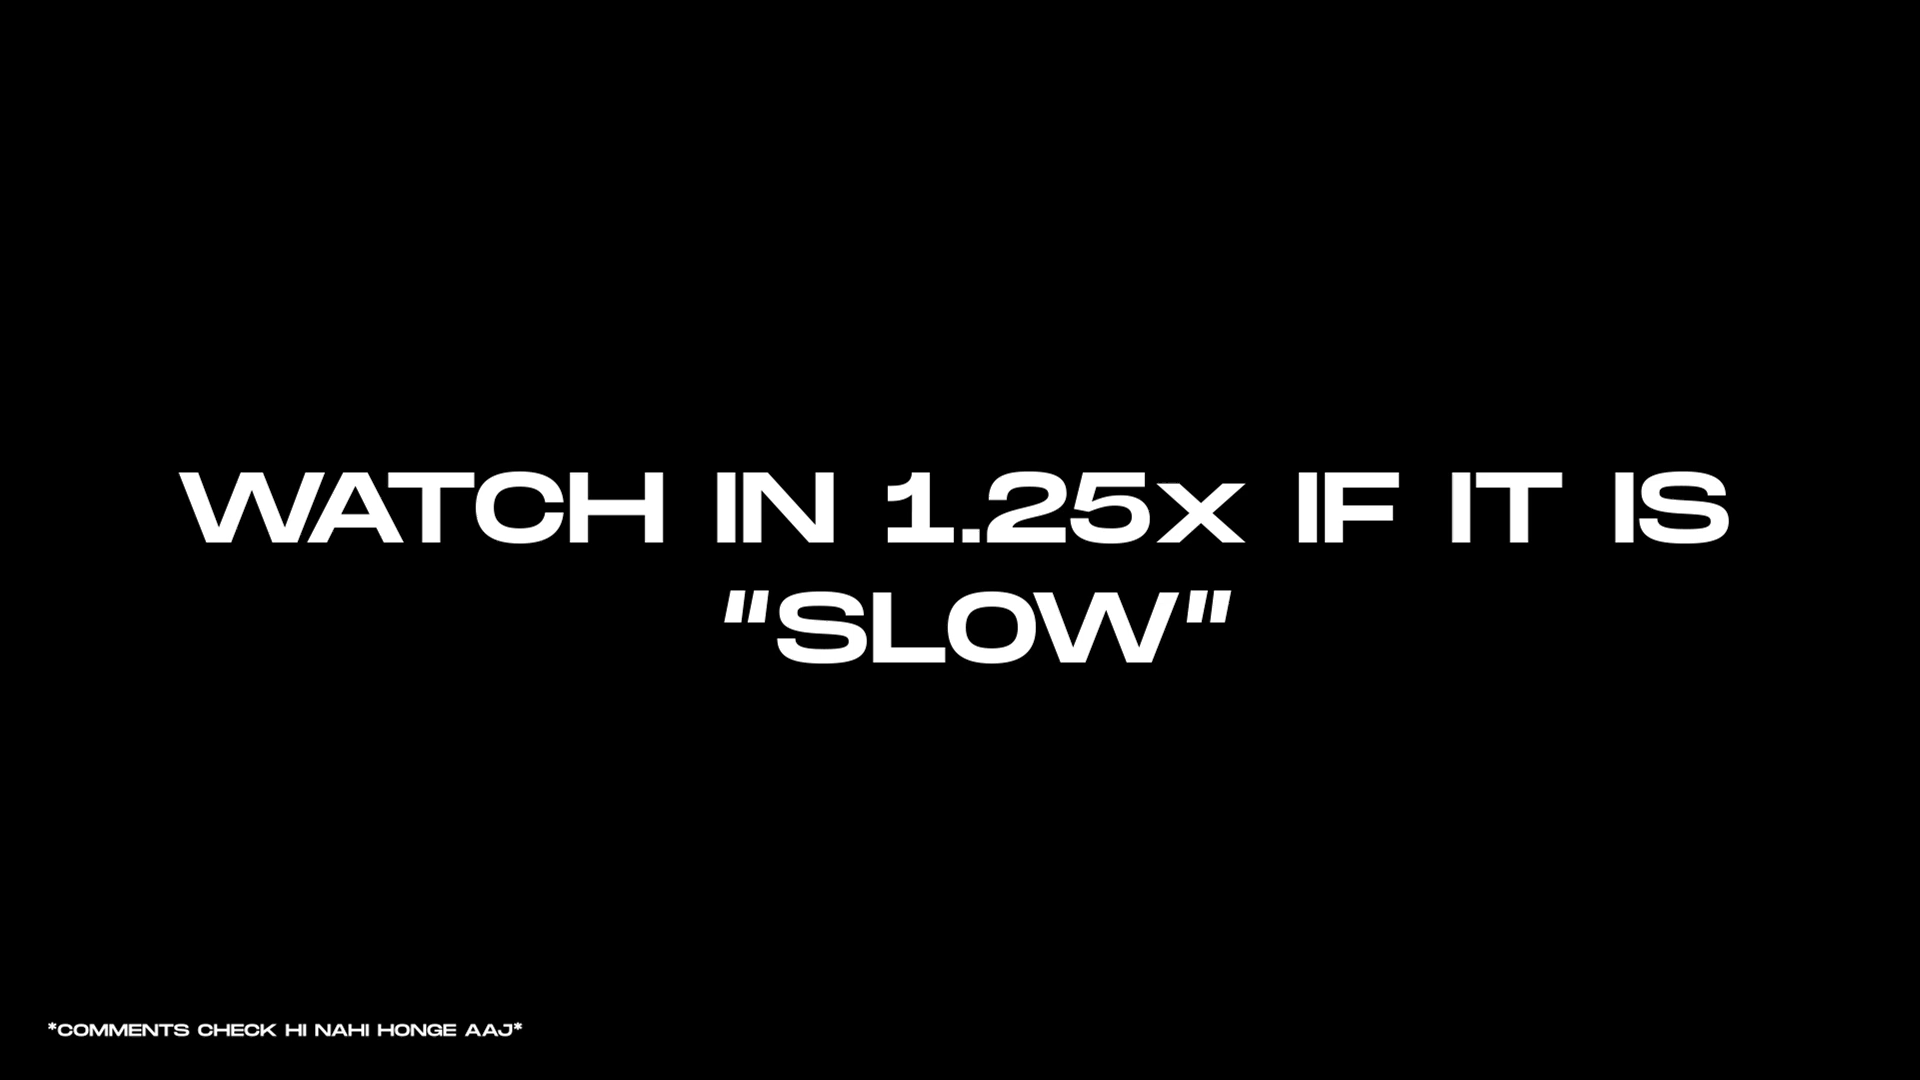 WATCH IN 1.25x IF IT IS
"SLOW"
*COMMENTS CHECK HI NAHI HONGE AAJ*